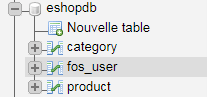 eshopdb
Nouvelle table
category
fos_user
product